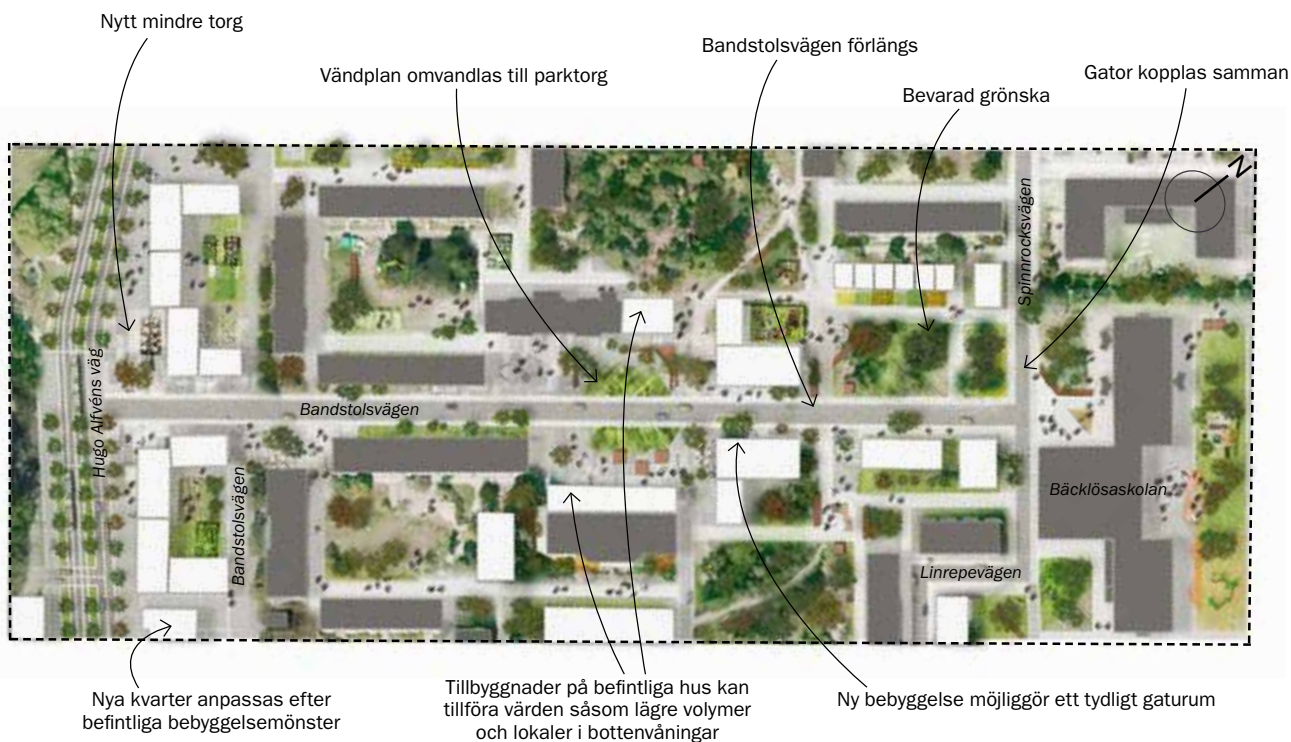 Nytt mindre torg
Bandstolsvägen förlängs
Vändplan omvandlas till parktorg
Gator kopplas samman
Bevarad grönska
N
Spinnrocksvägen
Hugo Alfvéns väg
Bandstolsvägen
Bandstolsvägen
Bäcklösaskolan
Linrepevägen
Nya kvarter anpassas efter
befintliga bebyggelsemönster
Tillbyggnader på befintliga hus kan
tillföra värden såsom lägre volymer
och lokaler i bottenvåningar
Ny bebyggelse möjliggör ett tydligt gaturum